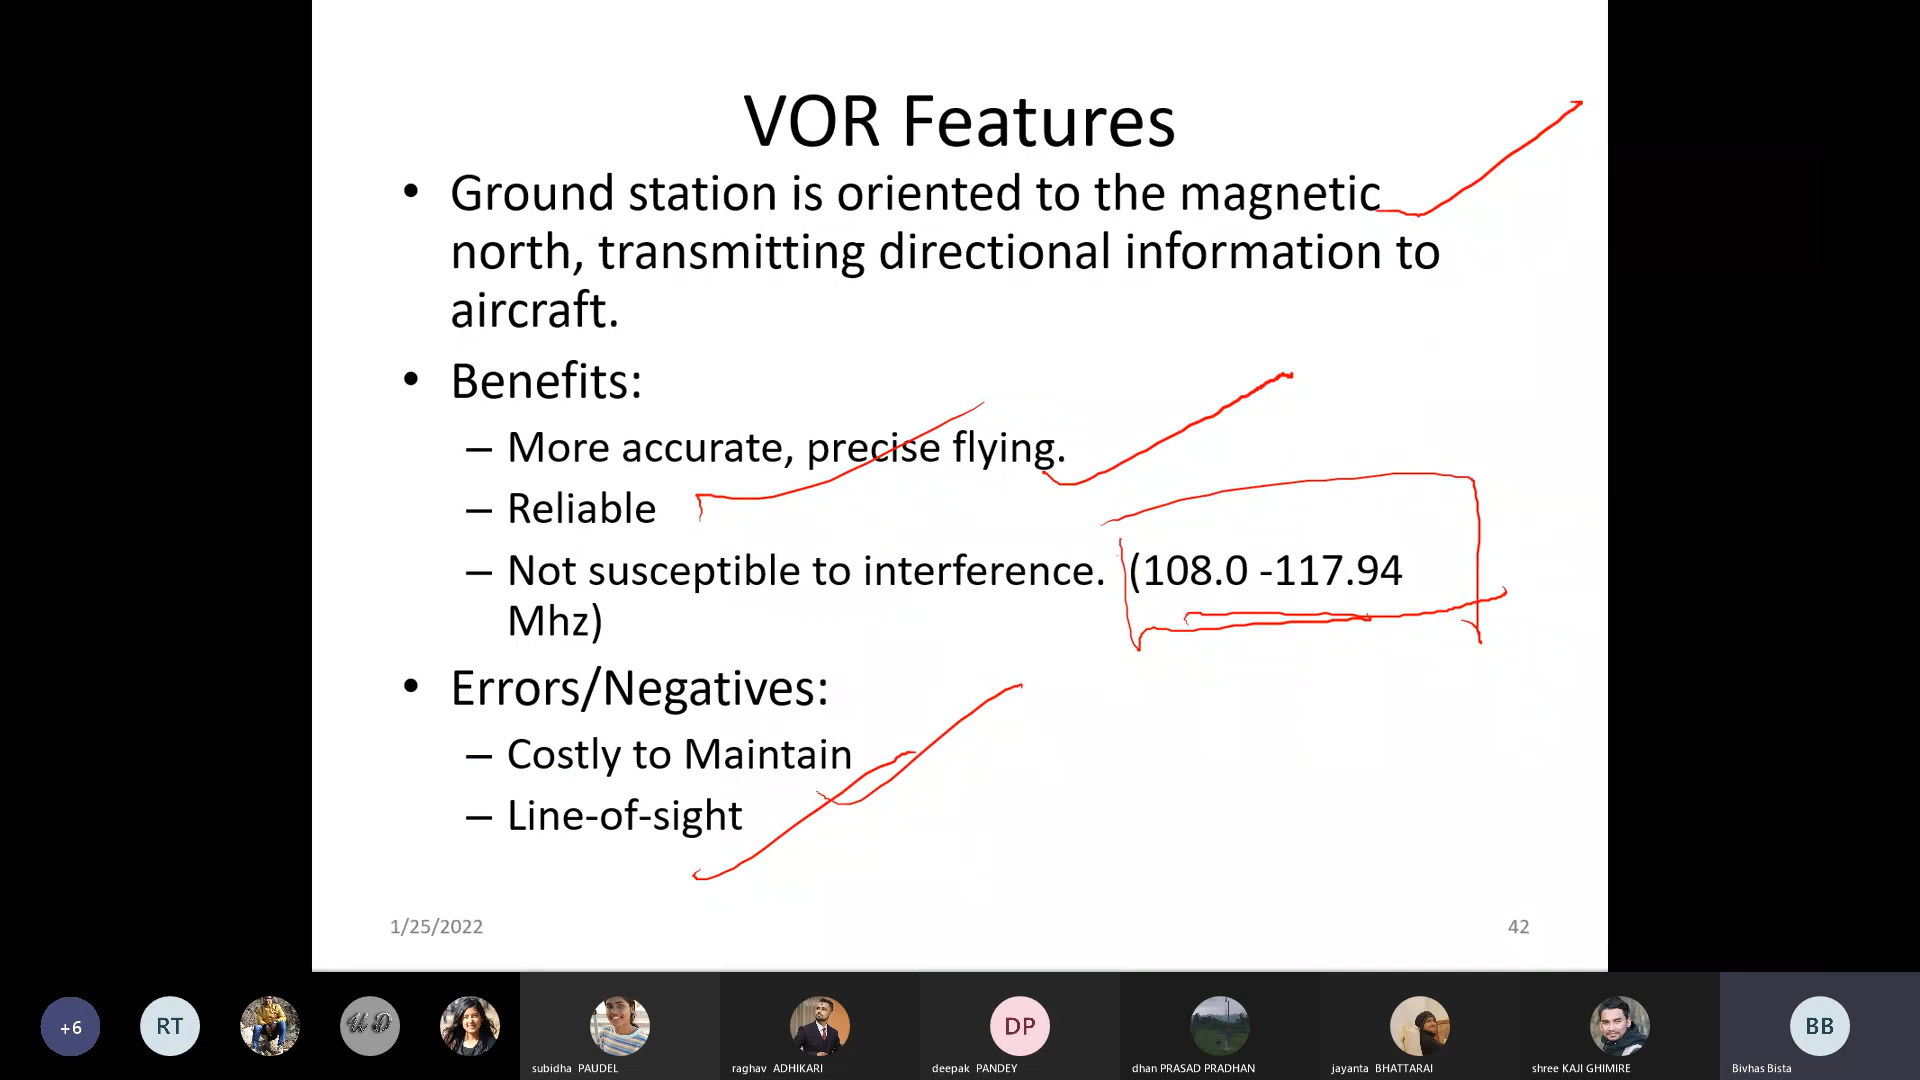 VOR Features
• Ground station is oriented to the magnetic
north, transmitting directional information to
aircraft.
• Benefits:
– More accurate, precise flying.
– Reliable
– Not susceptible to interference. (108.0 -117.94
Mhz)
• Errors/Negatives:
– Costly to Maintain
– Line-of-sight
1/25/2022
42
+6
RT
U D
DP
BB
subidha PAUDEL
raghav ADHIKARI
deepak PANDEY
dhan PRASAD PRADHAN
jayanta BHATTARAI
shree KAJI GHIMIRE
Bivhas Bista